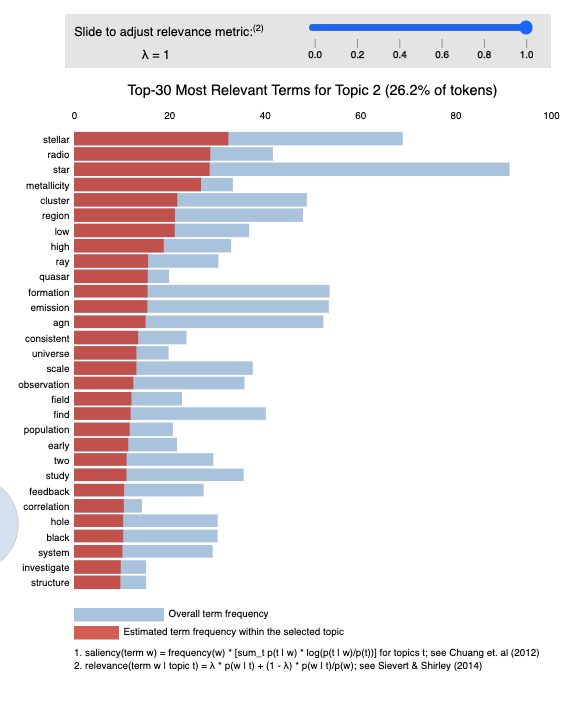 Slide to adjust relevance metric:(2)
λ = 1
0.0 0.2 0.4 0.6 0.8 1.0
Top-30 Most Relevant Terms for Topic 2 (26.2% of tokens)
0 20 40 60 80 100
stellar
radio
star
metallicity
cluster
region
low
high
ray
quasar
formation
emission
agn
consistent
universe
scale
observation
field
find
population
early
two
study
feedback
correlation
hole
black
system
investigate
structure
Overall term frequency
Estimated term frequency within the selected topic
1. saliency(term w) = frequency(w) * [sum_t p(t | w) * log(p(t | w)/p(t))] for topics t; see Chuang et. al (2012)
2. relevance(term w | topic t) = λ * p(w | t) + (1 - λ) * p(w | t)/p(w); see Sievert & Shirley (2014)